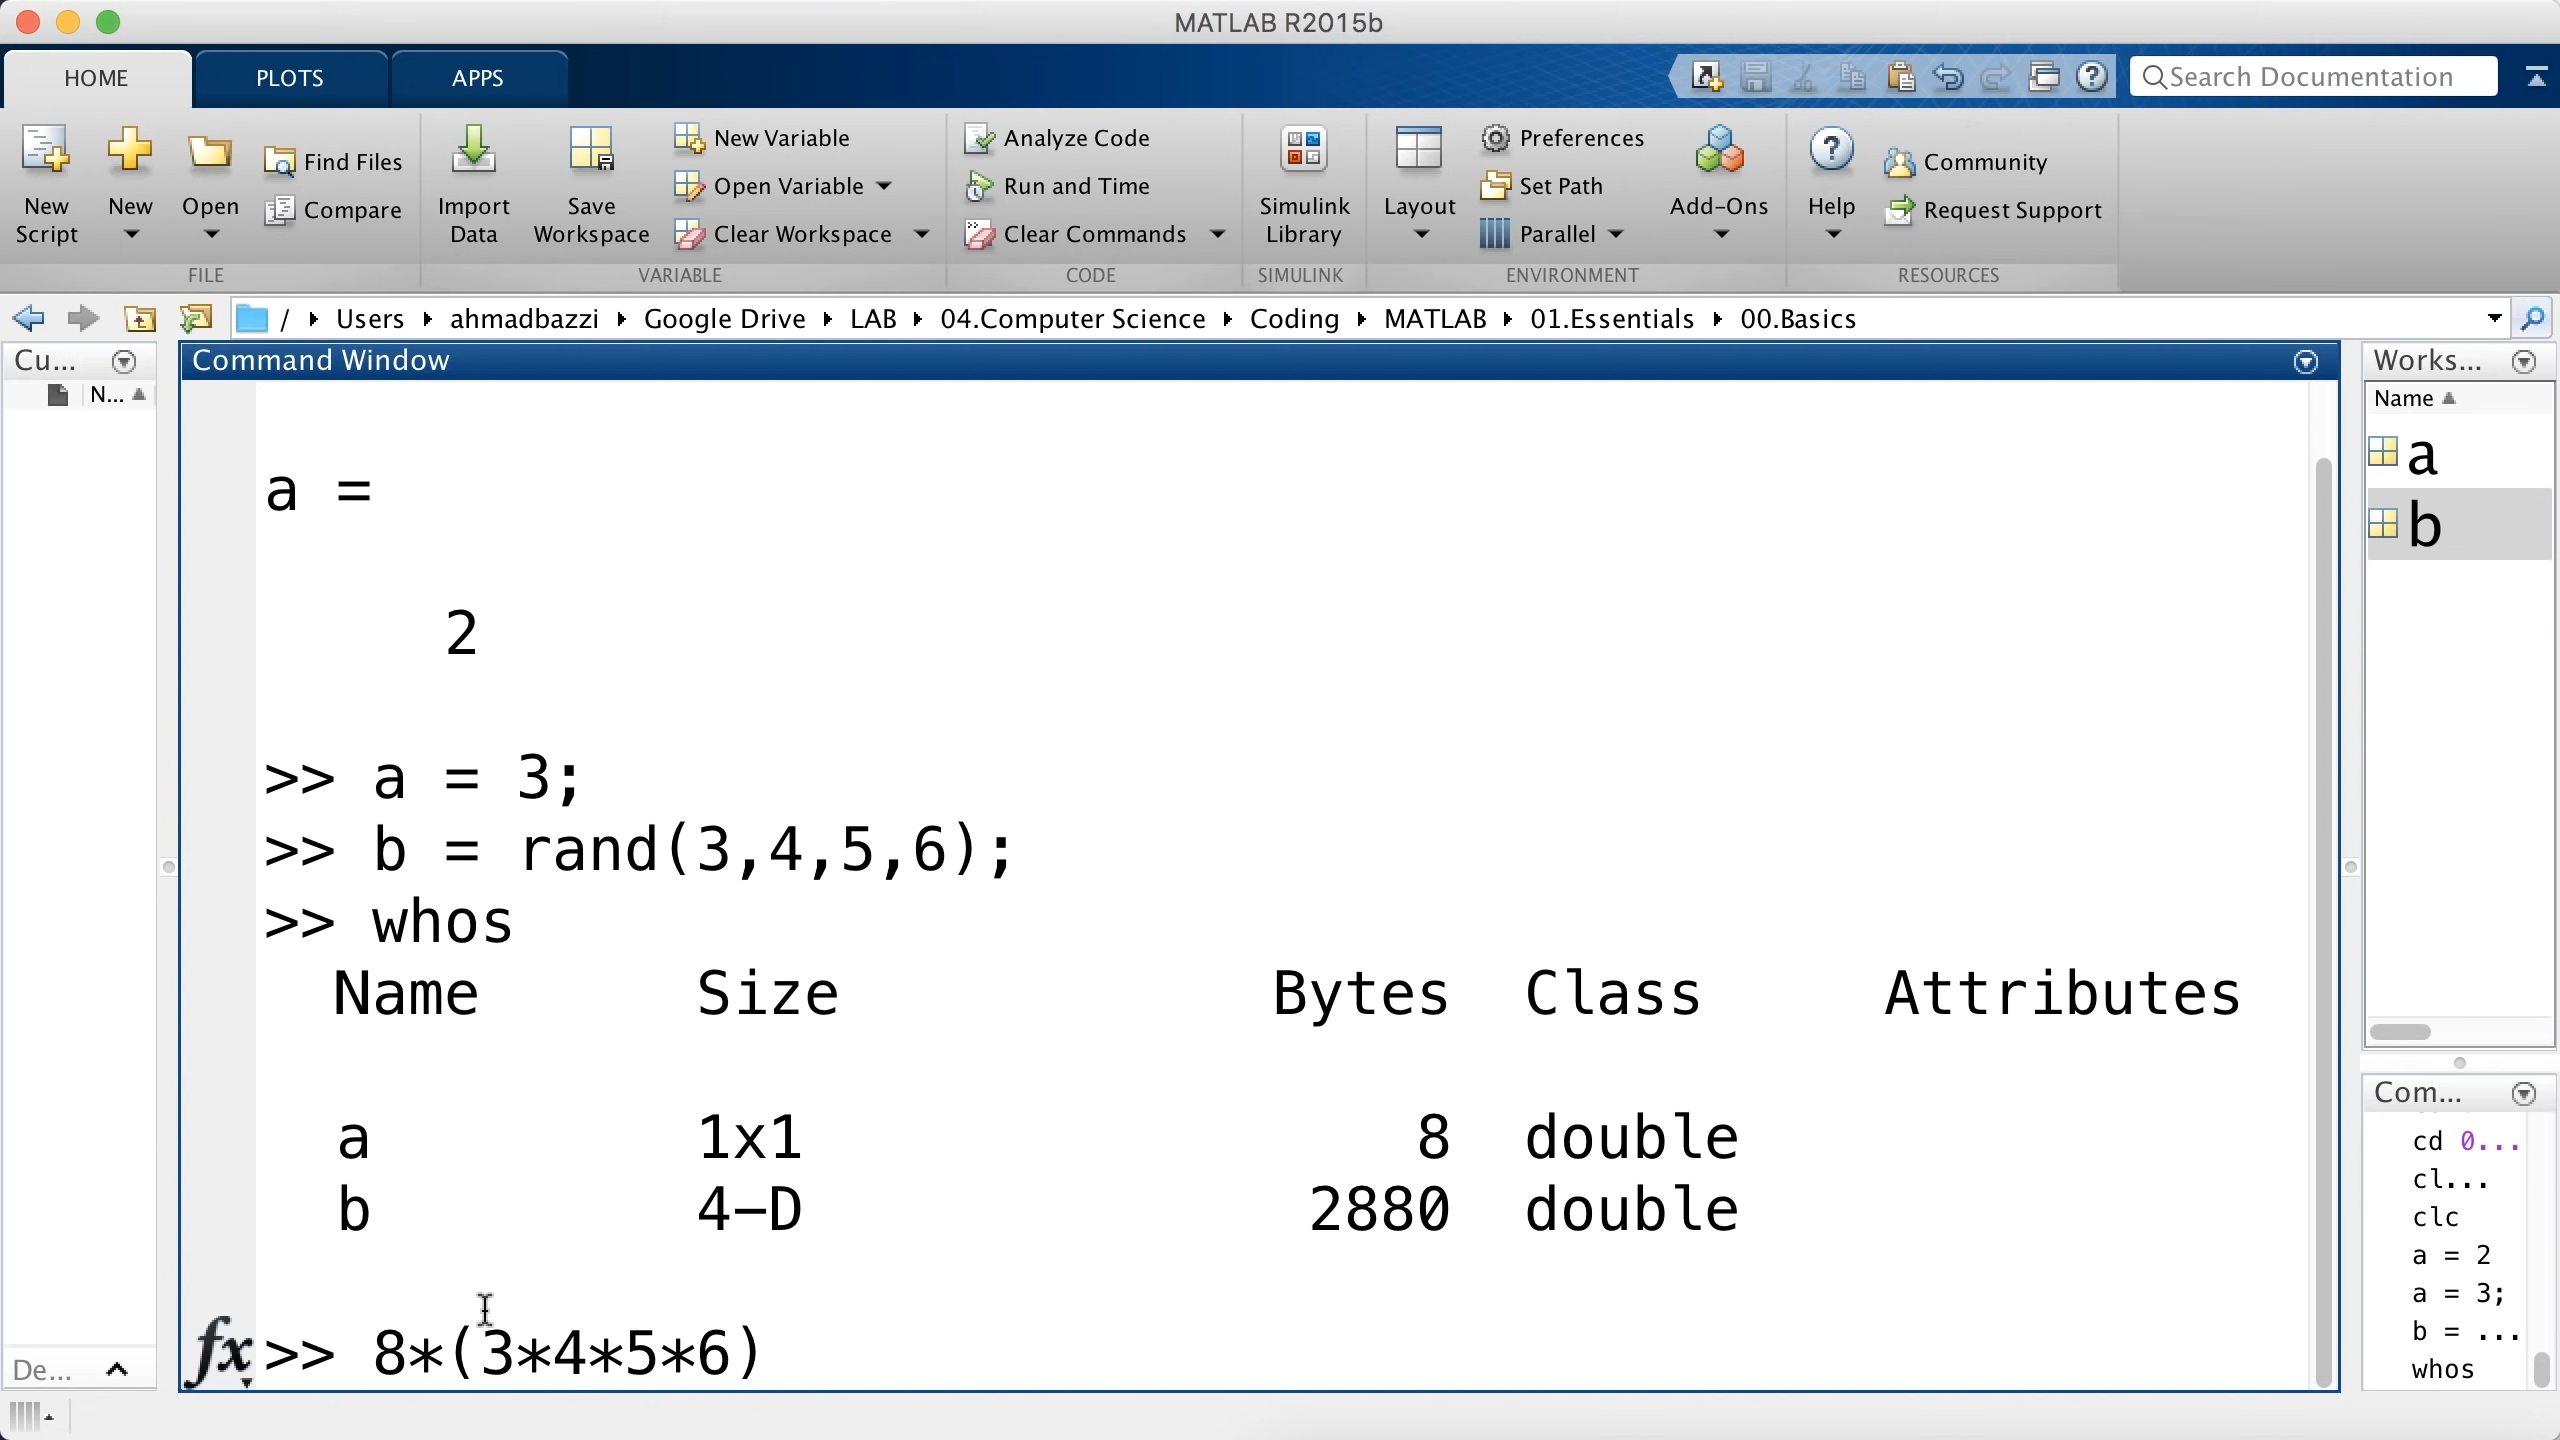 MATLAB R2015b
HOME PLOTS APPS Search Documentation
New Script New Open Find Files Compare
Import Data Save Workspace New Variable Open Variable Clear Workspace
Analyze Code Run and Time Clear Commands
Simulink Library Layout Preferences Set Path Parallel Add-Ons
Help Community Request Support
FILE VARIABLE CODE SIMULINK ENVIRONMENT RESOURCES
/ Users ahmadbazzi Google Drive LAB 04.Computer Science Coding MATLAB 01.Essentials 00.Basics
Cu...
N...
De...
Command Window
a =
2
>> a = 3;
>> b = rand(3,4,5,6);
>> whos
Name Size Bytes Class Attributes
a 1x1 8 double
b 4-D 2880 double
fx >> 8*(3*4*5*6)
Works...
Name
a
b
Com...
cd 0...
cl...
clc
a = 2
a = 3;
b = ...
whos